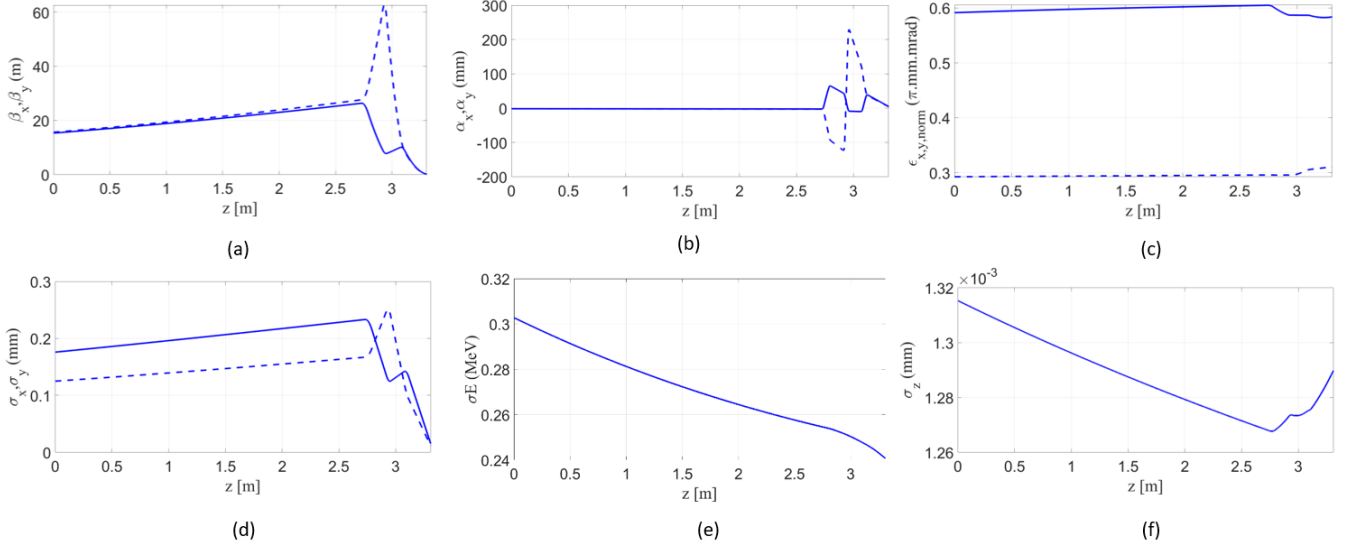 60
40
20
0
β_x,β_y (m)
0 0.5 1 1.5 2 2.5 3
z [m]
(a)
300
200
100
0
-100
-200
α_x,α_y (mm)
0 0.5 1 1.5 2 2.5 3
z [m]
(b)
0.6
0.5
0.4
0.3
ϵ_x,y,norm (π.mm.mrad)
0 0.5 1 1.5 2 2.5 3
z [m]
(c)
0.3
0.2
0.1
0
σ_x,σ_y (mm)
0 0.5 1 1.5 2 2.5 3
z [m]
(d)
0.32
0.3
0.28
0.26
0.24
σE (MeV)
0 0.5 1 1.5 2 2.5 3
z [m]
(e)
×10⁻³
1.32
1.3
1.28
1.26
σ_z (mm)
0 0.5 1 1.5 2 2.5 3
z [m]
(f)